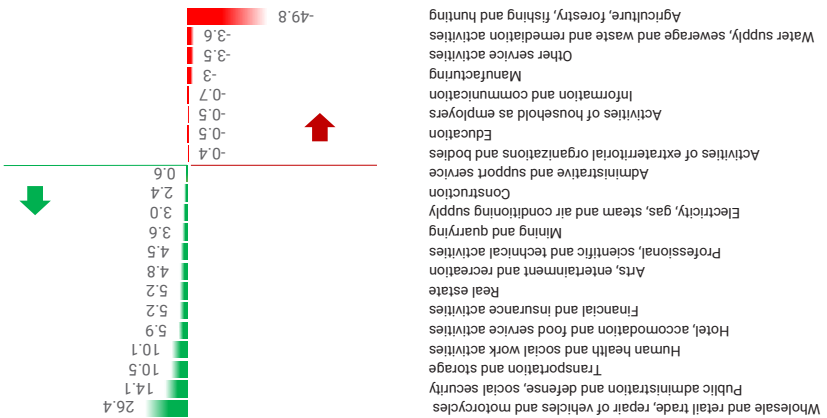 Wholesale and retail trade, repair of vehicles and motorcycles 26.4
Public administration and defense, social security 14.1
Transportation and storage 10.5
Human health and social work activities 10.1
Hotel, accomodation and food service activities 5.9
Financial and insurance activities 5.2
Real estate 5.2
Arts, entertainment and recreation 4.8
Professional, scientific and technical activities 4.5
Mining and quarrying 3.6
Electricity, gas, steam and air conditioning supply 3.0
Construction 2.4
Administrative and support service 0.6
Activities of extraterritorial organizations and bodies -0.4
Education -0.5
Activities of household as employers -0.5
Information and communication -0.7
Manufacturing -3
Other service activities -3.5
Water supply, sewerage and waste and remediation activities -3.6
Agriculture, forestry, fishing and hunting -49.8